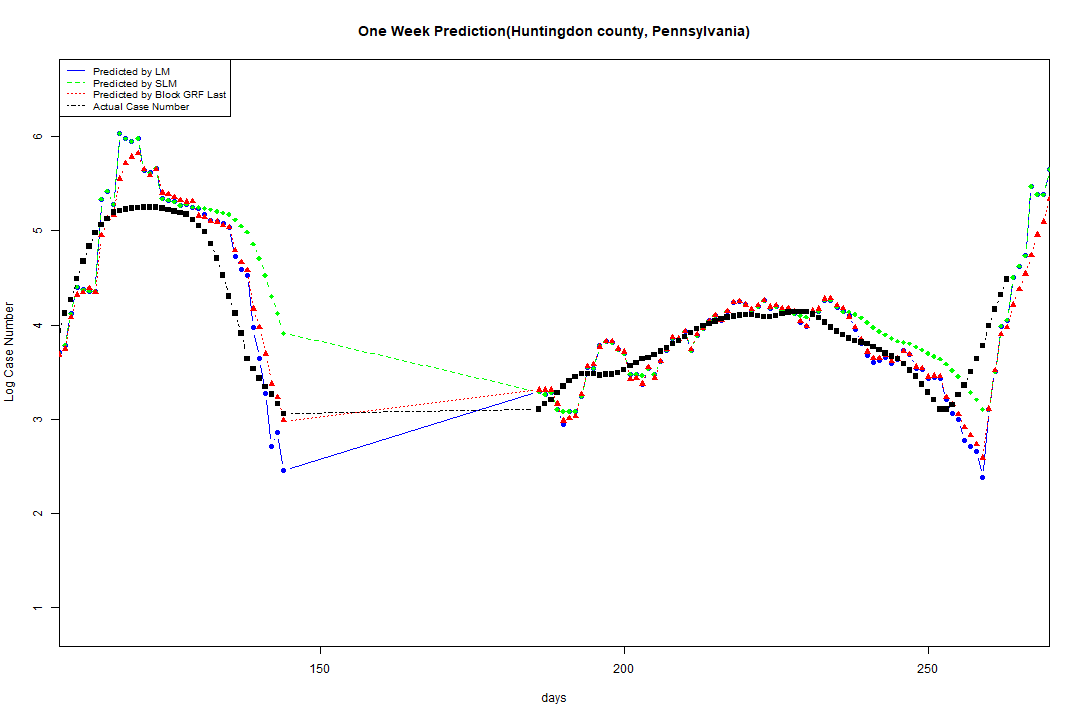 One Week Prediction(Huntingdon county, Pennsylvania)
Predicted by LM
Predicted by SLM
Predicted by Block GRF Last
Actual Case Number
Log Case Number
6
5
4
3
2
1
150
200
250
days